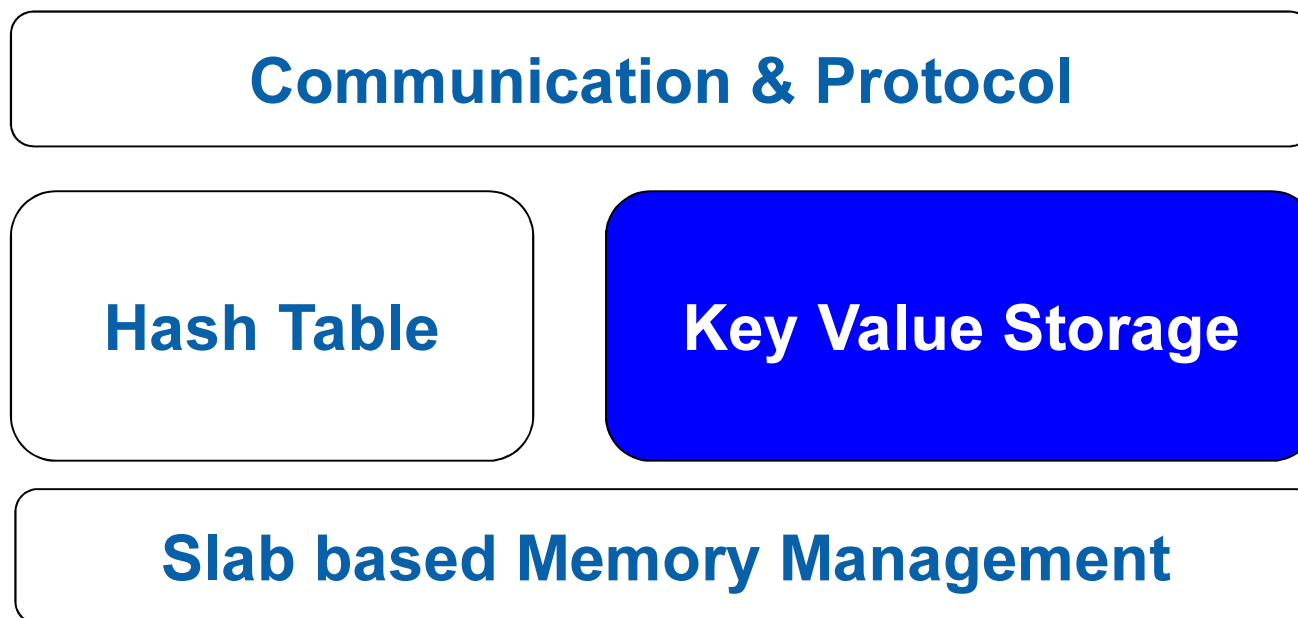 Communication & Protocol
Hash Table
Key Value Storage
Slab based Memory Management